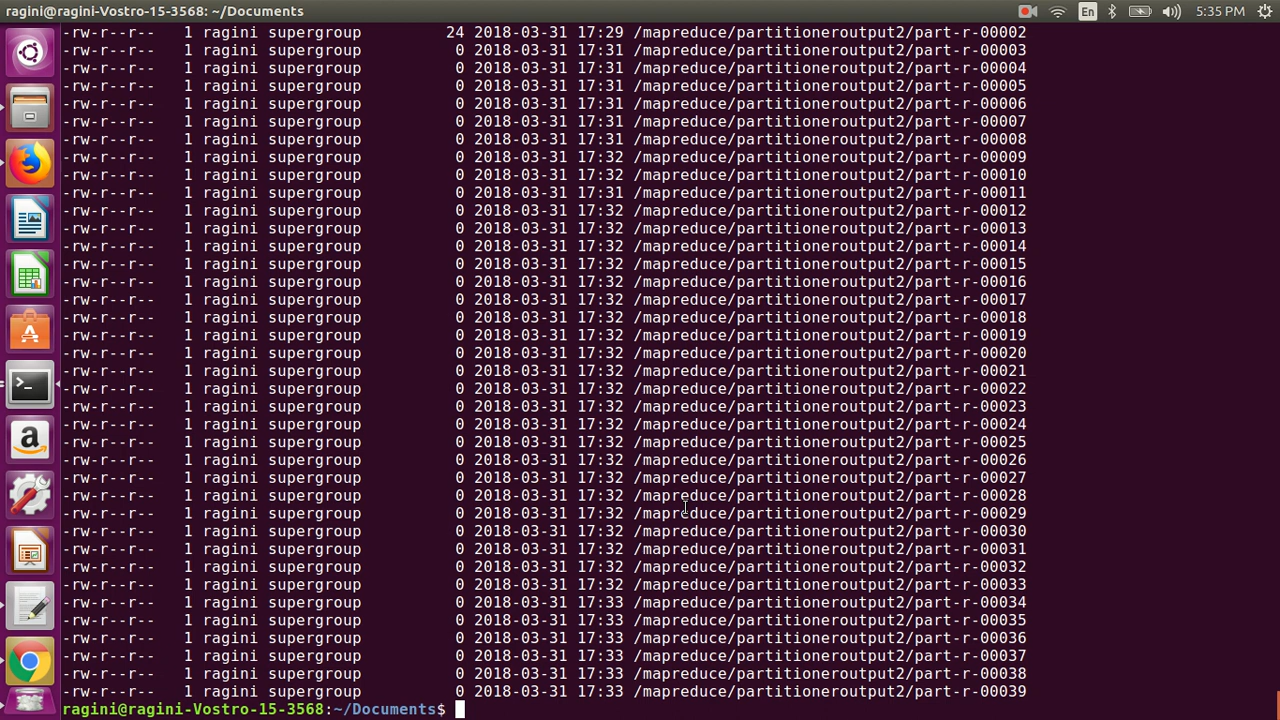 ragini@ragini-Vostro-15-3568: ~/Documents
En
5:35 PM
-rw-r--r--   1 ragini supergroup         24 2018-03-31 17:29 /mapreduce/partitioneroutput2/part-r-00002
-rw-r--r--   1 ragini supergroup          0 2018-03-31 17:31 /mapreduce/partitioneroutput2/part-r-00003
-rw-r--r--   1 ragini supergroup          0 2018-03-31 17:31 /mapreduce/partitioneroutput2/part-r-00004
-rw-r--r--   1 ragini supergroup          0 2018-03-31 17:31 /mapreduce/partitioneroutput2/part-r-00005
-rw-r--r--   1 ragini supergroup          0 2018-03-31 17:31 /mapreduce/partitioneroutput2/part-r-00006
-rw-r--r--   1 ragini supergroup          0 2018-03-31 17:31 /mapreduce/partitioneroutput2/part-r-00007
-rw-r--r--   1 ragini supergroup          0 2018-03-31 17:31 /mapreduce/partitioneroutput2/part-r-00008
-rw-r--r--   1 ragini supergroup          0 2018-03-31 17:32 /mapreduce/partitioneroutput2/part-r-00009
-rw-r--r--   1 ragini supergroup          0 2018-03-31 17:32 /mapreduce/partitioneroutput2/part-r-00010
-rw-r--r--   1 ragini supergroup          0 2018-03-31 17:31 /mapreduce/partitioneroutput2/part-r-00011
-rw-r--r--   1 ragini supergroup          0 2018-03-31 17:32 /mapreduce/partitioneroutput2/part-r-00012
-rw-r--r--   1 ragini supergroup          0 2018-03-31 17:32 /mapreduce/partitioneroutput2/part-r-00013
-rw-r--r--   1 ragini supergroup          0 2018-03-31 17:32 /mapreduce/partitioneroutput2/part-r-00014
-rw-r--r--   1 ragini supergroup          0 2018-03-31 17:32 /mapreduce/partitioneroutput2/part-r-00015
-rw-r--r--   1 ragini supergroup          0 2018-03-31 17:32 /mapreduce/partitioneroutput2/part-r-00016
-rw-r--r--   1 ragini supergroup          0 2018-03-31 17:32 /mapreduce/partitioneroutput2/part-r-00017
-rw-r--r--   1 ragini supergroup          0 2018-03-31 17:32 /mapreduce/partitioneroutput2/part-r-00018
-rw-r--r--   1 ragini supergroup          0 2018-03-31 17:32 /mapreduce/partitioneroutput2/part-r-00019
-rw-r--r--   1 ragini supergroup          0 2018-03-31 17:32 /mapreduce/partitioneroutput2/part-r-00020
-rw-r--r--   1 ragini supergroup          0 2018-03-31 17:32 /mapreduce/partitioneroutput2/part-r-00021
-rw-r--r--   1 ragini supergroup          0 2018-03-31 17:32 /mapreduce/partitioneroutput2/part-r-00022
-rw-r--r--   1 ragini supergroup          0 2018-03-31 17:32 /mapreduce/partitioneroutput2/part-r-00023
-rw-r--r--   1 ragini supergroup          0 2018-03-31 17:32 /mapreduce/partitioneroutput2/part-r-00024
-rw-r--r--   1 ragini supergroup          0 2018-03-31 17:32 /mapreduce/partitioneroutput2/part-r-00025
-rw-r--r--   1 ragini supergroup          0 2018-03-31 17:32 /mapreduce/partitioneroutput2/part-r-00026
-rw-r--r--   1 ragini supergroup          0 2018-03-31 17:32 /mapreduce/partitioneroutput2/part-r-00027
-rw-r--r--   1 ragini supergroup          0 2018-03-31 17:32 /mapreduce/partitioneroutput2/part-r-00028
-rw-r--r--   1 ragini supergroup          0 2018-03-31 17:32 /mapreduce/partitioneroutput2/part-r-00029
-rw-r--r--   1 ragini supergroup          0 2018-03-31 17:32 /mapreduce/partitioneroutput2/part-r-00030
-rw-r--r--   1 ragini supergroup          0 2018-03-31 17:32 /mapreduce/partitioneroutput2/part-r-00031
-rw-r--r--   1 ragini supergroup          0 2018-03-31 17:32 /mapreduce/partitioneroutput2/part-r-00032
-rw-r--r--   1 ragini supergroup          0 2018-03-31 17:32 /mapreduce/partitioneroutput2/part-r-00033
-rw-r--r--   1 ragini supergroup          0 2018-03-31 17:33 /mapreduce/partitioneroutput2/part-r-00034
-rw-r--r--   1 ragini supergroup          0 2018-03-31 17:33 /mapreduce/partitioneroutput2/part-r-00035
-rw-r--r--   1 ragini supergroup          0 2018-03-31 17:33 /mapreduce/partitioneroutput2/part-r-00036
-rw-r--r--   1 ragini supergroup          0 2018-03-31 17:33 /mapreduce/partitioneroutput2/part-r-00037
-rw-r--r--   1 ragini supergroup          0 2018-03-31 17:33 /mapreduce/partitioneroutput2/part-r-00038
-rw-r--r--   1 ragini supergroup          0 2018-03-31 17:33 /mapreduce/partitioneroutput2/part-r-00039
ragini@ragini-Vostro-15-3568:~/Documents$